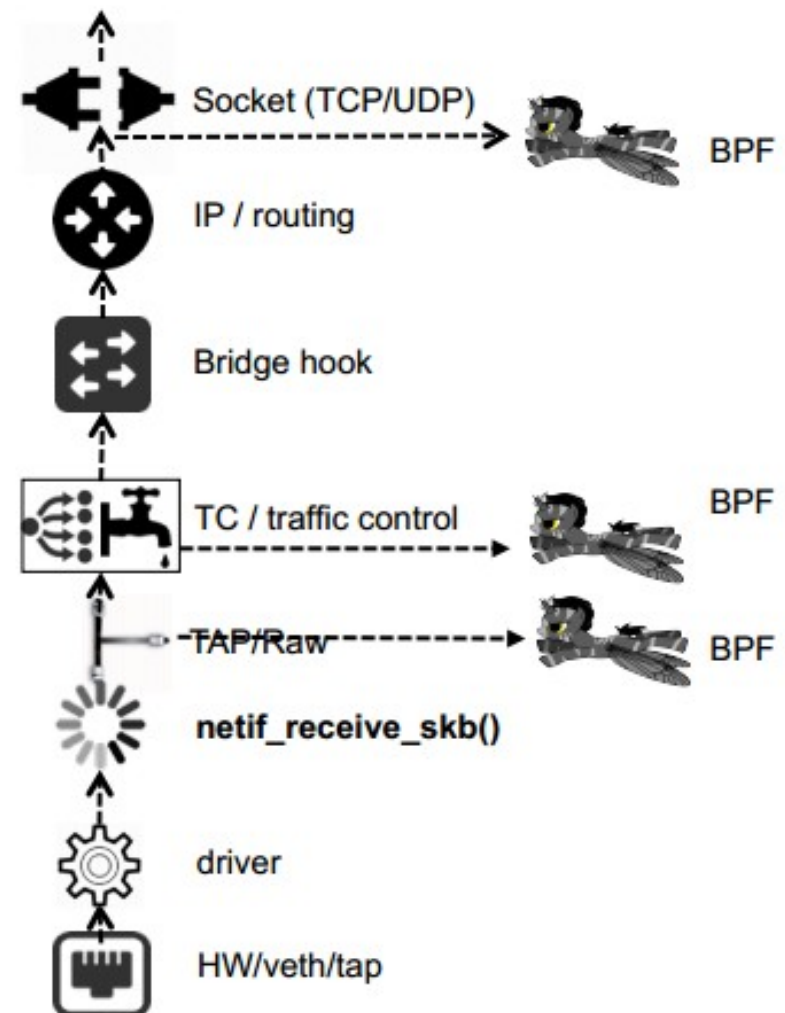 Socket (TCP/UDP)
BPF
IP / routing
Bridge hook
TC / traffic control
BPF
TAP/Raw
BPF
netif_receive_skb()
driver
HW/veth/tap